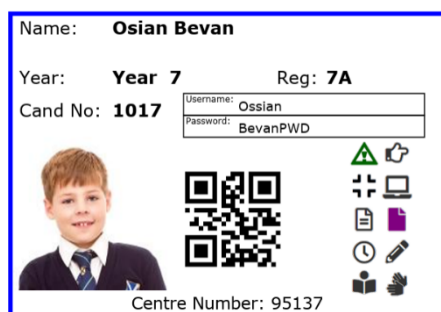 Name: Osian Bevan
Year: Year 7 Reg: 7A
Cand No: 1017
Username: Ossian
Password: BevanPWD
Centre Number: 95137